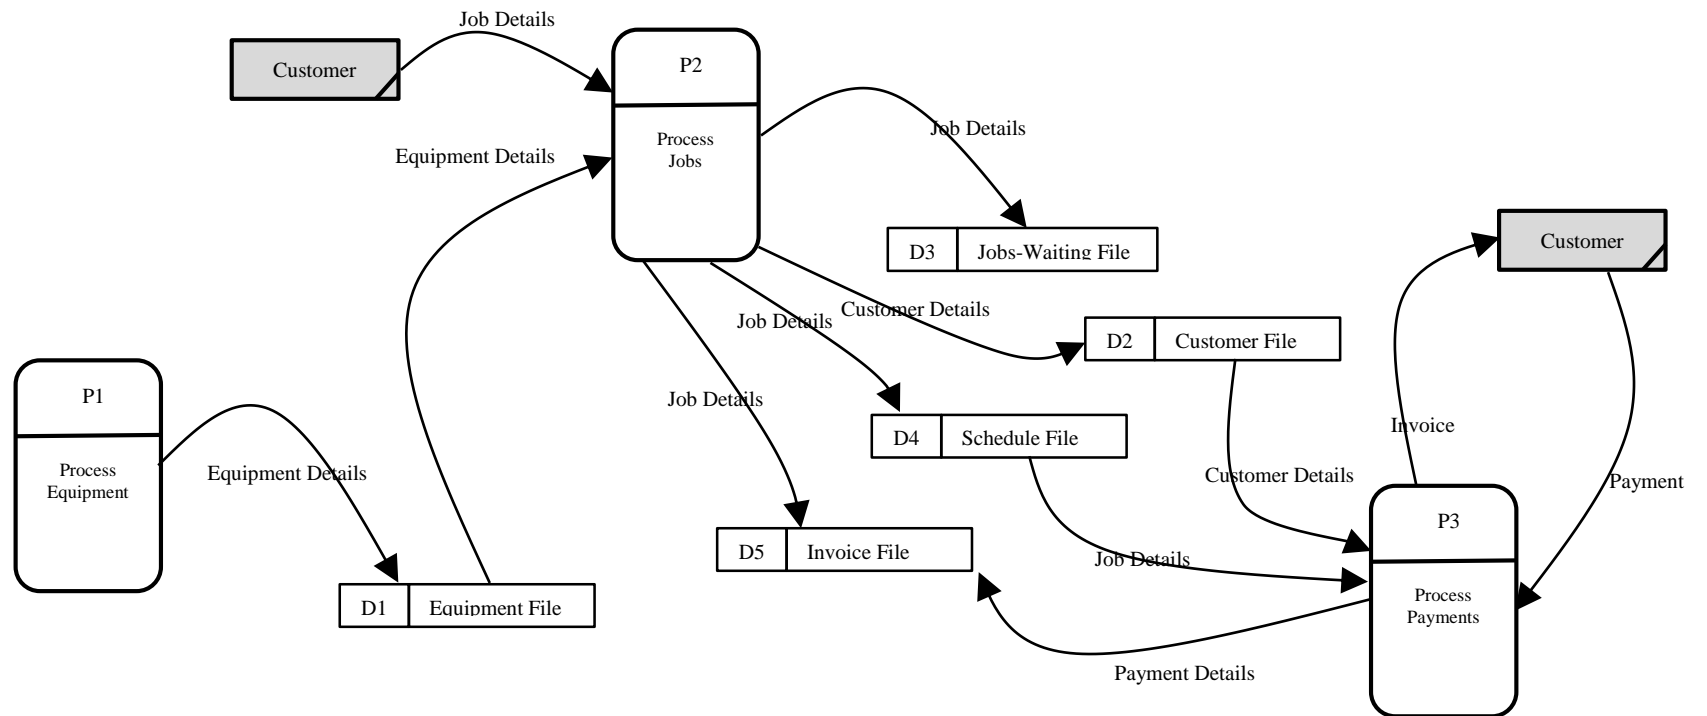 Job Details
Customer
P2
Process
Jobs
Job Details
Equipment Details
D3 Jobs-Waiting File
Customer
Customer Details
Job Details
D2 Customer File
P1
Process
Equipment
Job Details
D4 Schedule File
Invoice
Equipment Details
Customer Details
Payment
P3
Process
Payments
D5 Invoice File
Job Details
D1 Equipment File
Payment Details